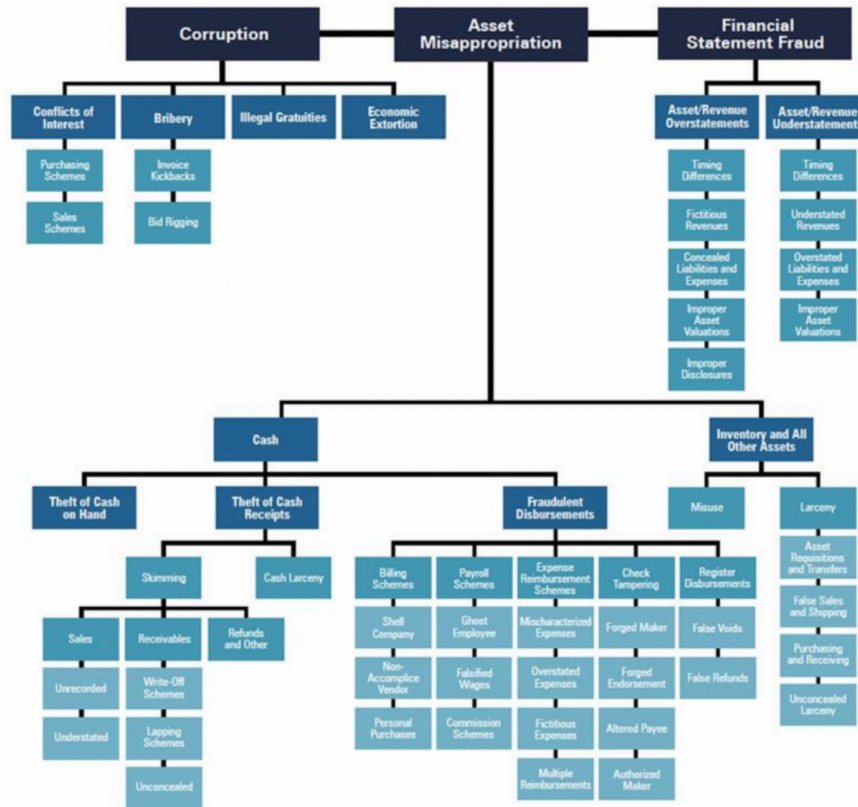 Corruption
Asset
Misappropriation
Financial
Statement Fraud
Conflicts of
Interest
Bribery
Illegal Gratuities
Economic
Extortion
Asset/Revenue
Overstatements
Asset/Revenue
Understatements
Purchasing
Schemes
Invoice
Kickbacks
Timing
Differences
Timing
Differences
Sales
Schemes
Bid Rigging
Fictitious
Revenues
Understated
Revenues
Concealed
Liabilities and
Expenses
Overstated
Liabilities and
Expenses
Improper
Asset
Valuations
Improper
Asset
Valuations
Improper
Disclosures
Cash
Inventory and All
Other Assets
Theft of Cash
on Hand
Theft of Cash
Receipts
Fraudulent
Disbursements
Misuse
Larceny
Skimming
Cash Larceny
Billing
Schemes
Payroll
Schemes
Expense
Reimbursement
Schemes
Check
Tampering
Register
Disbursements
Asset
Requisitions
and Transfers
Sales
Receivables
Refunds
and Other
Shell
Company
Ghost
Employee
Mischaracterized
Expenses
Forged Maker
False Voids
False Sales
and Shipping
Unrecorded
Write-Off
Schemes
Non-
Accomplice
Vendor
Falsified
Wages
Overstated
Expenses
Forged
Endorsement
False Refunds
Purchasing
and Receiving
Understated
Lapping
Schemes
Personal
Purchases
Commission
Schemes
Fictitious
Expenses
Altered Payee
Unconcealed
Larceny
Unconcealed
Multiple
Reimbursements
Authorized
Maker